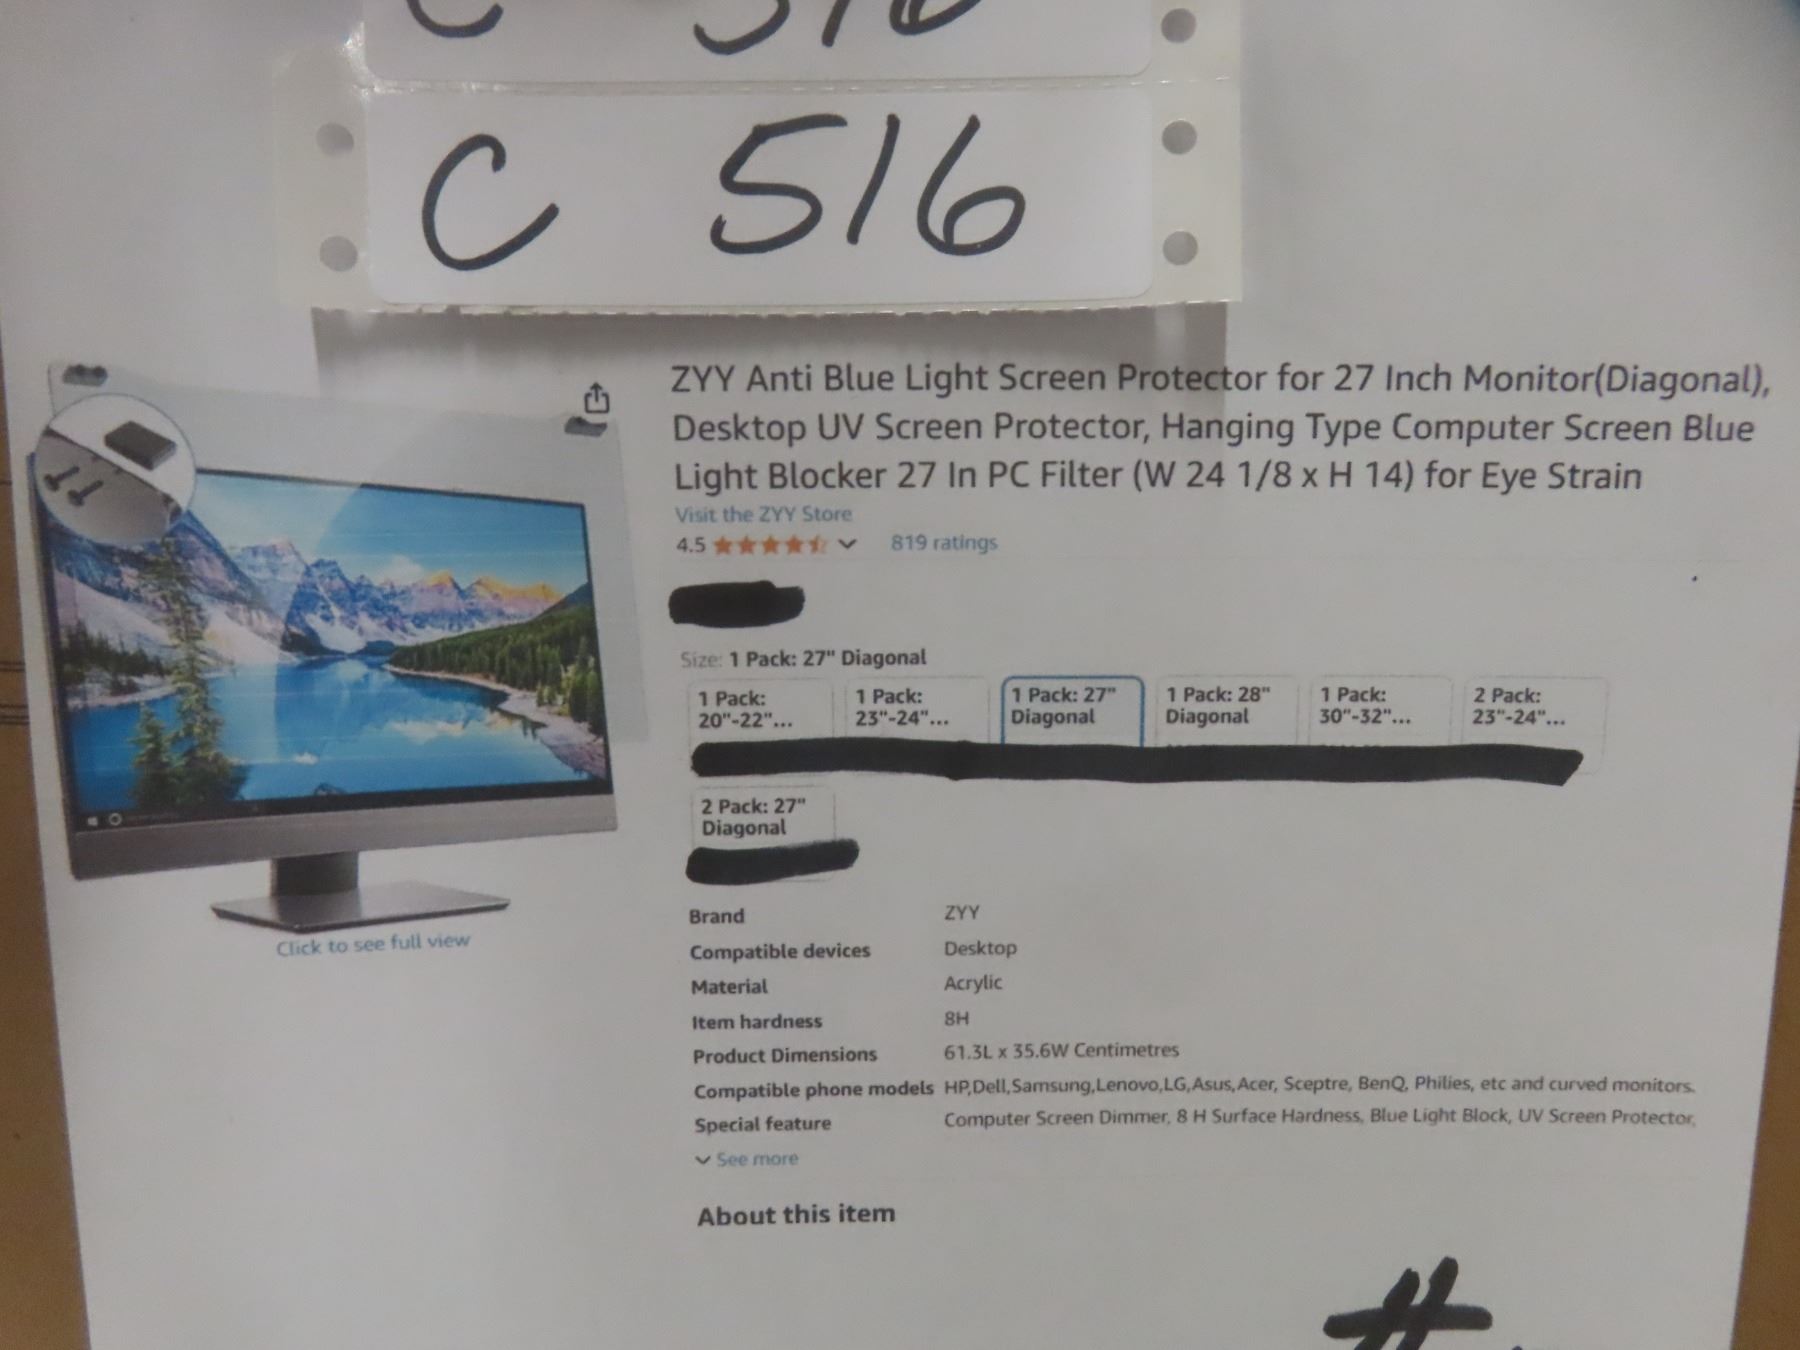 C 516
C 516
ZYY Anti Blue Light Screen Protector for 27 Inch Monitor(Diagonal),
Desktop UV Screen Protector, Hanging Type Computer Screen Blue
Light Blocker 27 In PC Filter (W 24 1/8 x H 14) for Eye Strain
Visit the ZYY Store
4.5 819 ratings
Size: 1 Pack: 27" Diagonal
1 Pack: 1 Pack: 1 Pack: 27" 1 Pack: 28" 1 Pack: 2 Pack:
20"-22"... 23"-24"... Diagonal Diagonal 30"-32"... 23"-24"...
2 Pack: 27"
Diagonal
Click to see full view
Brand ZYY
Compatible devices Desktop
Material Acrylic
Item hardness 8H
Product Dimensions 61.3L x 35.6W Centimetres
Compatible phone models HP,Dell,Samsung,Lenovo,LG,Asus,Acer, Sceptre, BenQ, Philies, etc and curved monitors.
Special feature Computer Screen Dimmer, 8 H Surface Hardness, Blue Light Block, UV Screen Protector,
See more
About this item
#